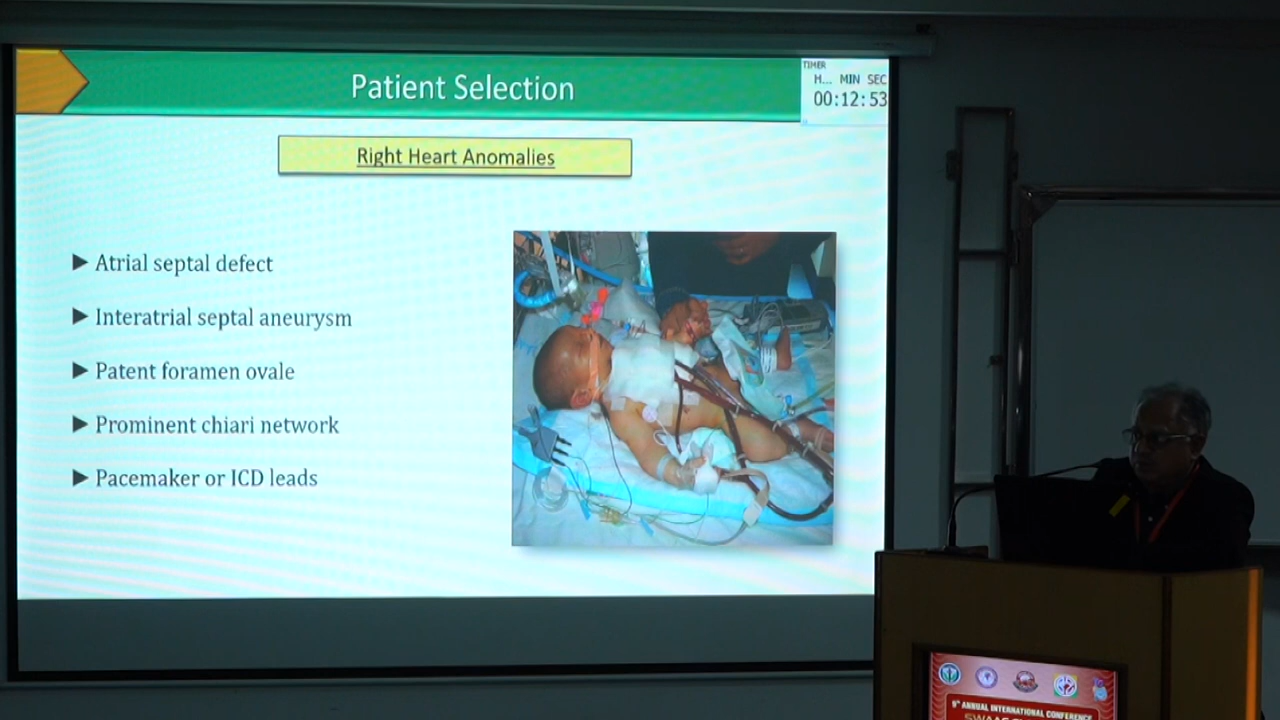 Patient Selection
TIMER
H... MIN SEC
00:12:53
Right Heart Anomalies
▶ Atrial septal defect
▶ Interatrial septal aneurysm
▶ Patent foramen ovale
▶ Prominent chiari network
▶ Pacemaker or ICD leads
9th ANNUAL INTERNATIONAL CONFERENCE